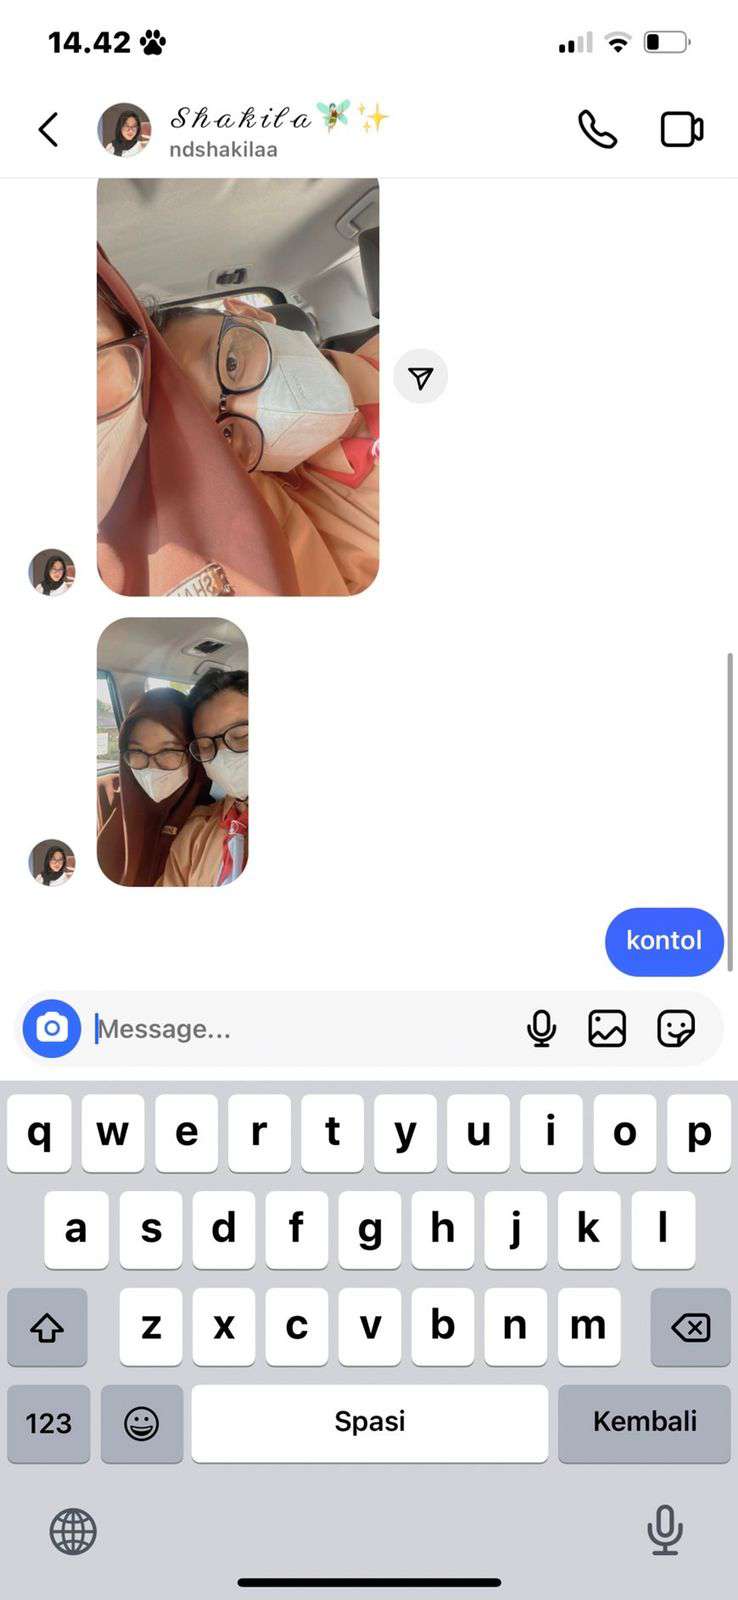 14.42
Shakila
ndshakilaa
kontol
Message...
q w e r t y u i o p
a s d f g h j k l
z x c v b n m
123 Spasi Kembali